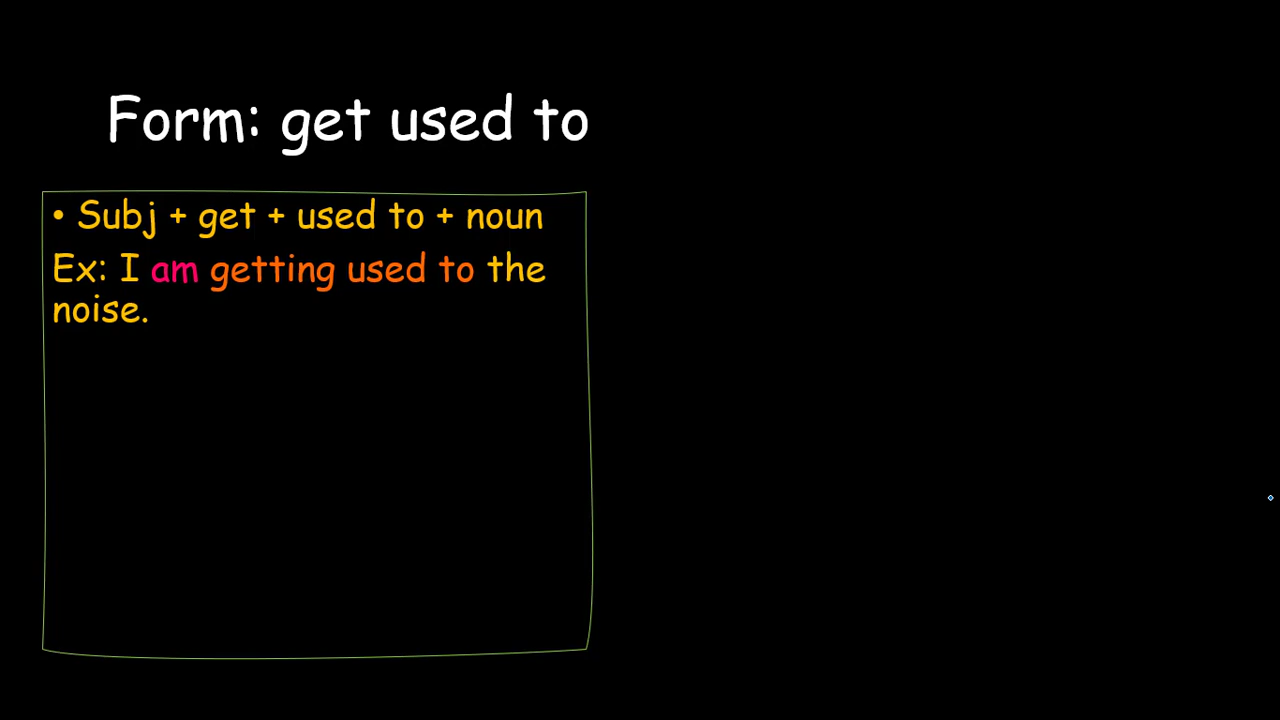 Form: get used to
• Subj + get + used to + noun
Ex: I am getting used to the
noise.